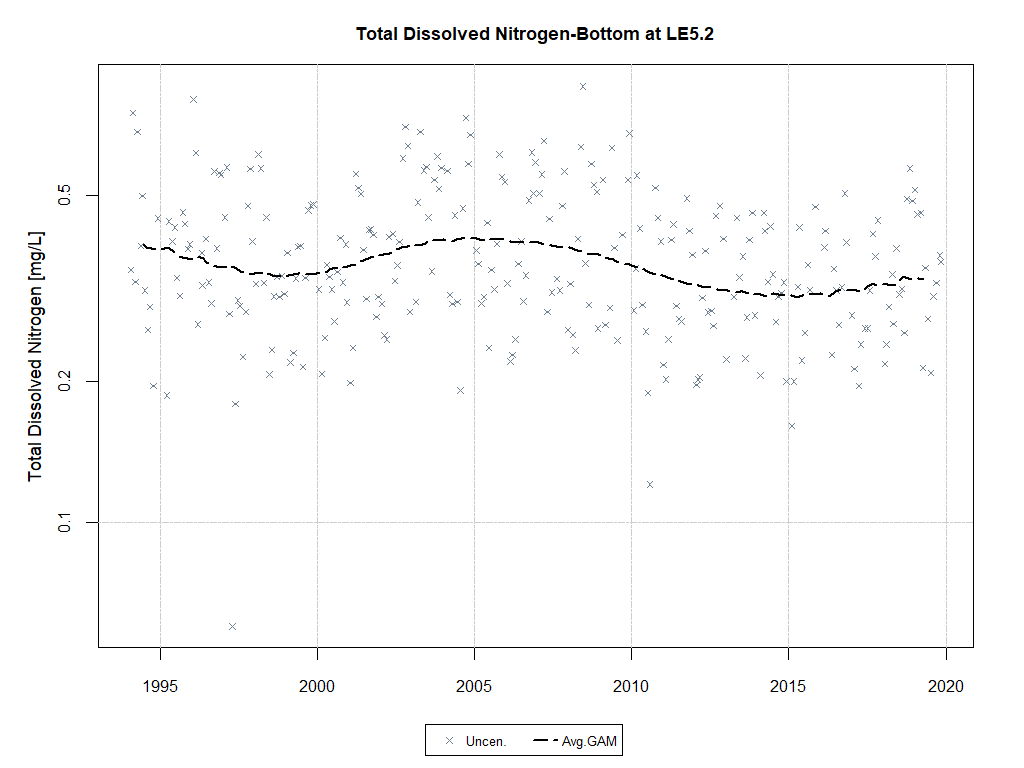 Total Dissolved Nitrogen-Bottom at LE5.2
Total Dissolved Nitrogen [mg/L]
0.5
0.2
0.1
1995 2000 2005 2010 2015 2020
Uncen. Avg.GAM